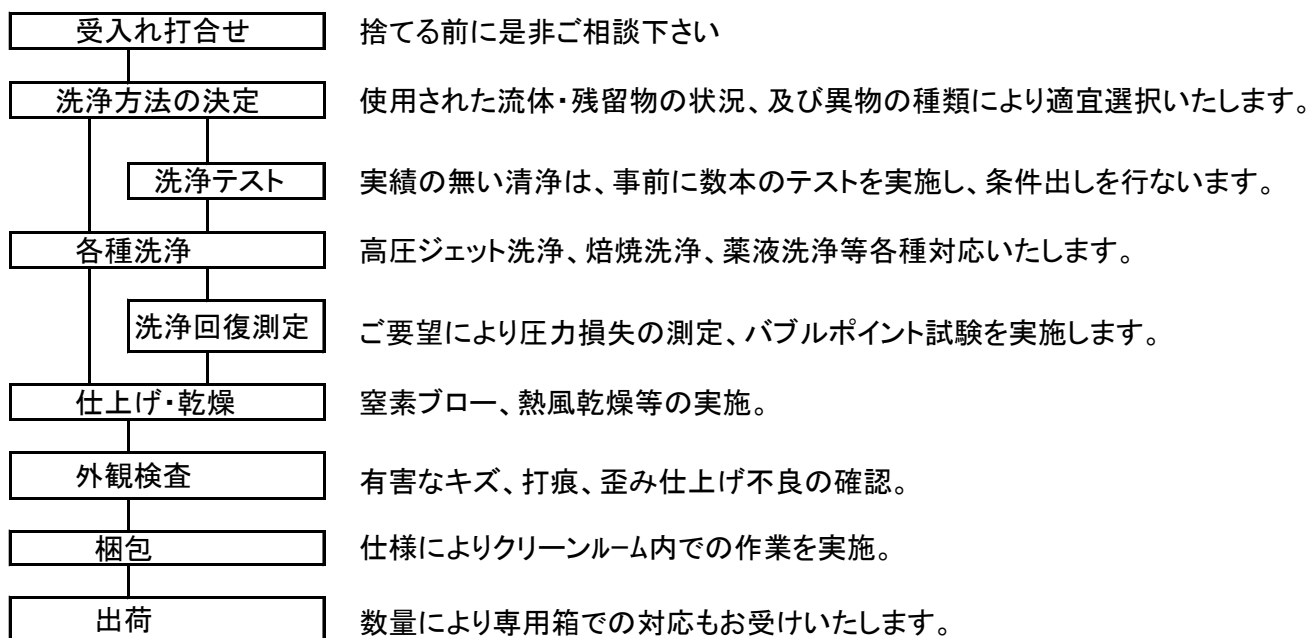 受入れ打合せ 捨てる前に是非ご相談下さい
洗浄方法の決定 使用された流体・残留物の状況、及び異物の種類により適宜選択いたします。
洗浄テスト 実績の無い清浄は、事前に数本のテストを実施し、条件出しを行ないます。
各種洗浄 高圧ジェット洗浄、焙焼洗浄、薬液洗浄等各種対応いたします。
洗浄回復測定 ご要望により圧力損失の測定、バブルポイント試験を実施します。
仕上げ・乾燥 窒素ブロー、熱風乾燥等の実施。
外観検査 有害なキズ、打痕、歪み仕上げ不良の確認。
梱包 仕様によりクリーンルーム内での作業を実施。
出荷 数量により専用箱での対応もお受けいたします。